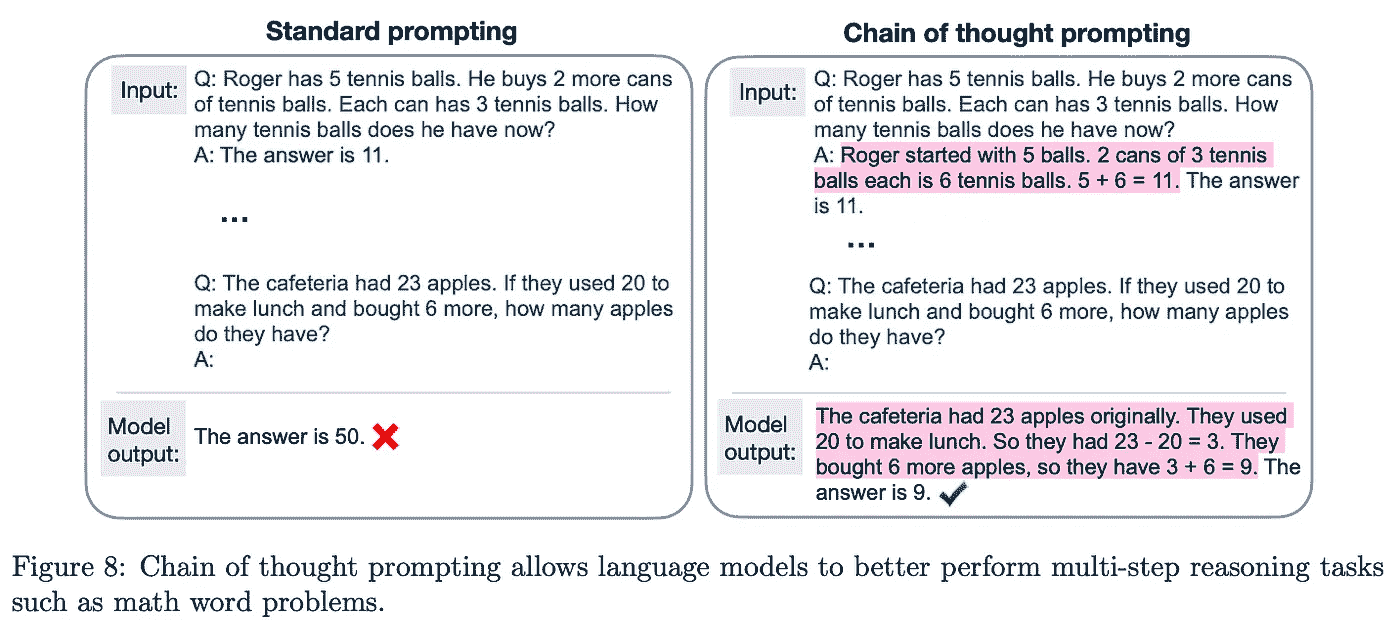 Standard prompting
Input:
Q: Roger has 5 tennis balls. He buys 2 more cans
of tennis balls. Each can has 3 tennis balls. How
many tennis balls does he have now?
A: The answer is 11.
...
Q: The cafeteria had 23 apples. If they used 20 to
make lunch and bought 6 more, how many apples
do they have?
A:
Model
output:
The answer is 50.
Chain of thought prompting
Input:
Q: Roger has 5 tennis balls. He buys 2 more cans
of tennis balls. Each can has 3 tennis balls. How
many tennis balls does he have now?
A: Roger started with 5 balls. 2 cans of 3 tennis
balls each is 6 tennis balls. 5 + 6 = 11. The answer
is 11.
...
Q: The cafeteria had 23 apples. If they used 20 to
make lunch and bought 6 more, how many apples
do they have?
A:
Model
output:
The cafeteria had 23 apples originally. They used
20 to make lunch. So they had 23 - 20 = 3. They
bought 6 more apples, so they have 3 + 6 = 9. The
answer is 9.
Figure 8: Chain of thought prompting allows language models to better perform multi-step reasoning tasks
such as math word problems.